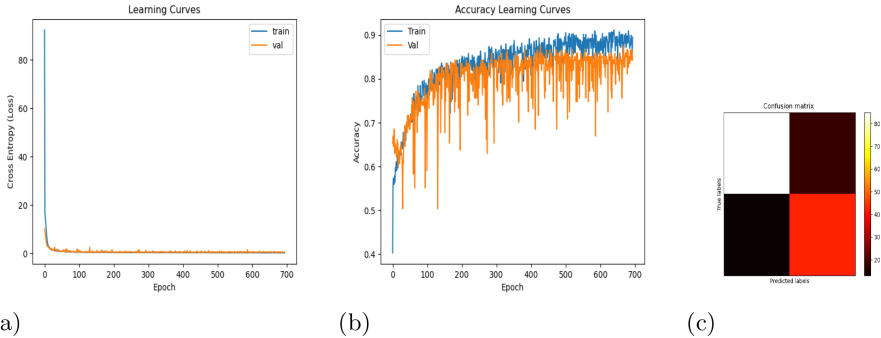 Learning Curves
train
val
80
60
40
20
0
Cross Entropy (Loss)
0 100 200 300 400 500 600 700
Epoch
a)
Accuracy Learning Curves
Train
Val
0.9
0.8
0.7
0.6
0.5
0.4
Accuracy
0 100 200 300 400 500 600 700
Epoch
(b)
Confusion matrix
True labels
Predicted labels
80
70
60
50
40
30
20
(c)